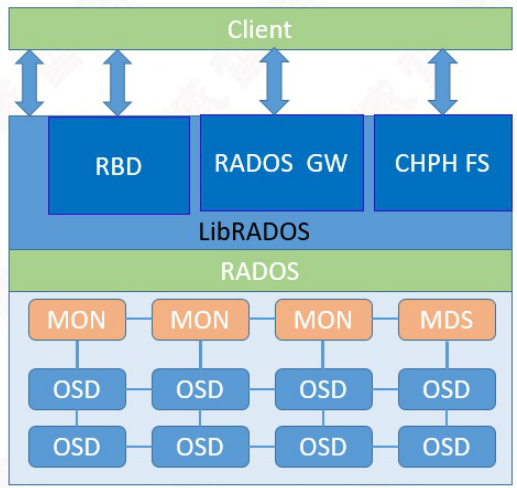 Client
RBD
RADOS GW
CHPH FS
LibRADOS
RADOS
MON MON MON MDS
OSD OSD OSD OSD
OSD OSD OSD OSD